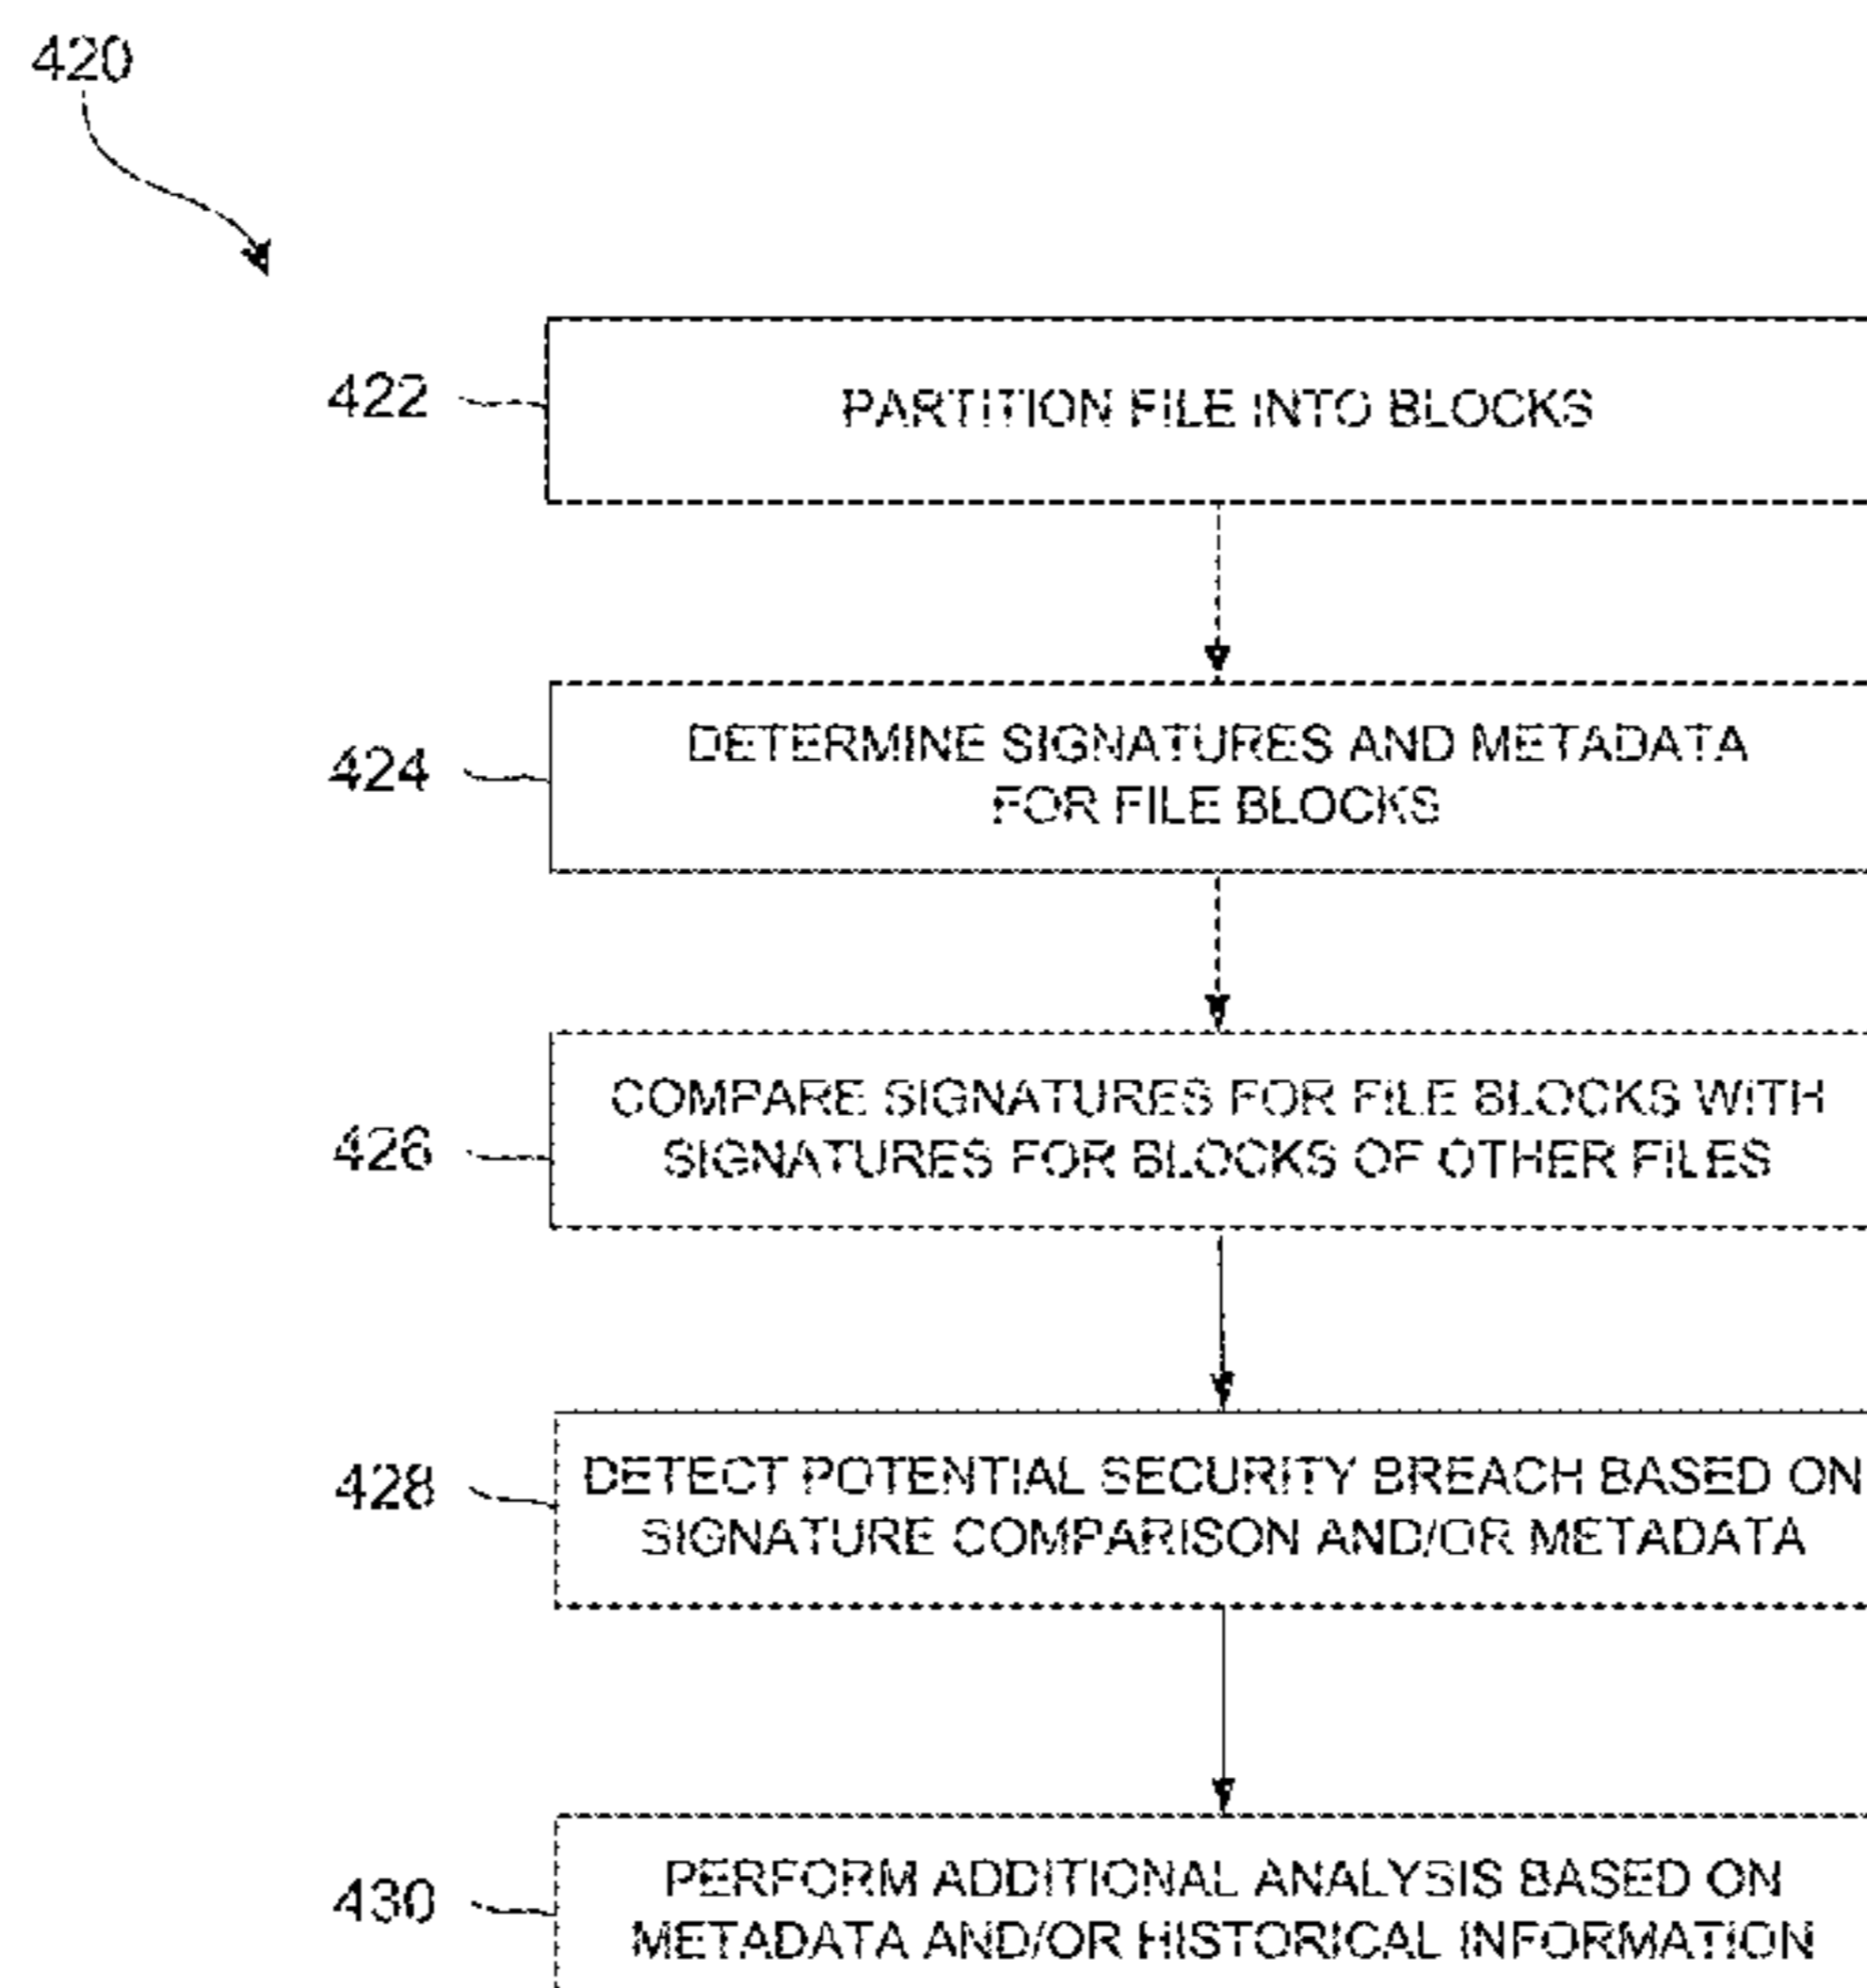 420
422
PARTITION FILE INTO BLOCKS
424
DETERMINE SIGNATURES AND METADATA
FOR FILE BLOCKS
426
COMPARE SIGNATURES FOR FILE BLOCKS WITH
SIGNATURES FOR BLOCKS OF OTHER FILES
428
DETECT POTENTIAL SECURITY BREACH BASED ON
SIGNATURE COMPARISON AND/OR METADATA
430
PERFORM ADDITIONAL ANALYSIS BASED ON
METADATA AND/OR HISTORICAL INFORMATION